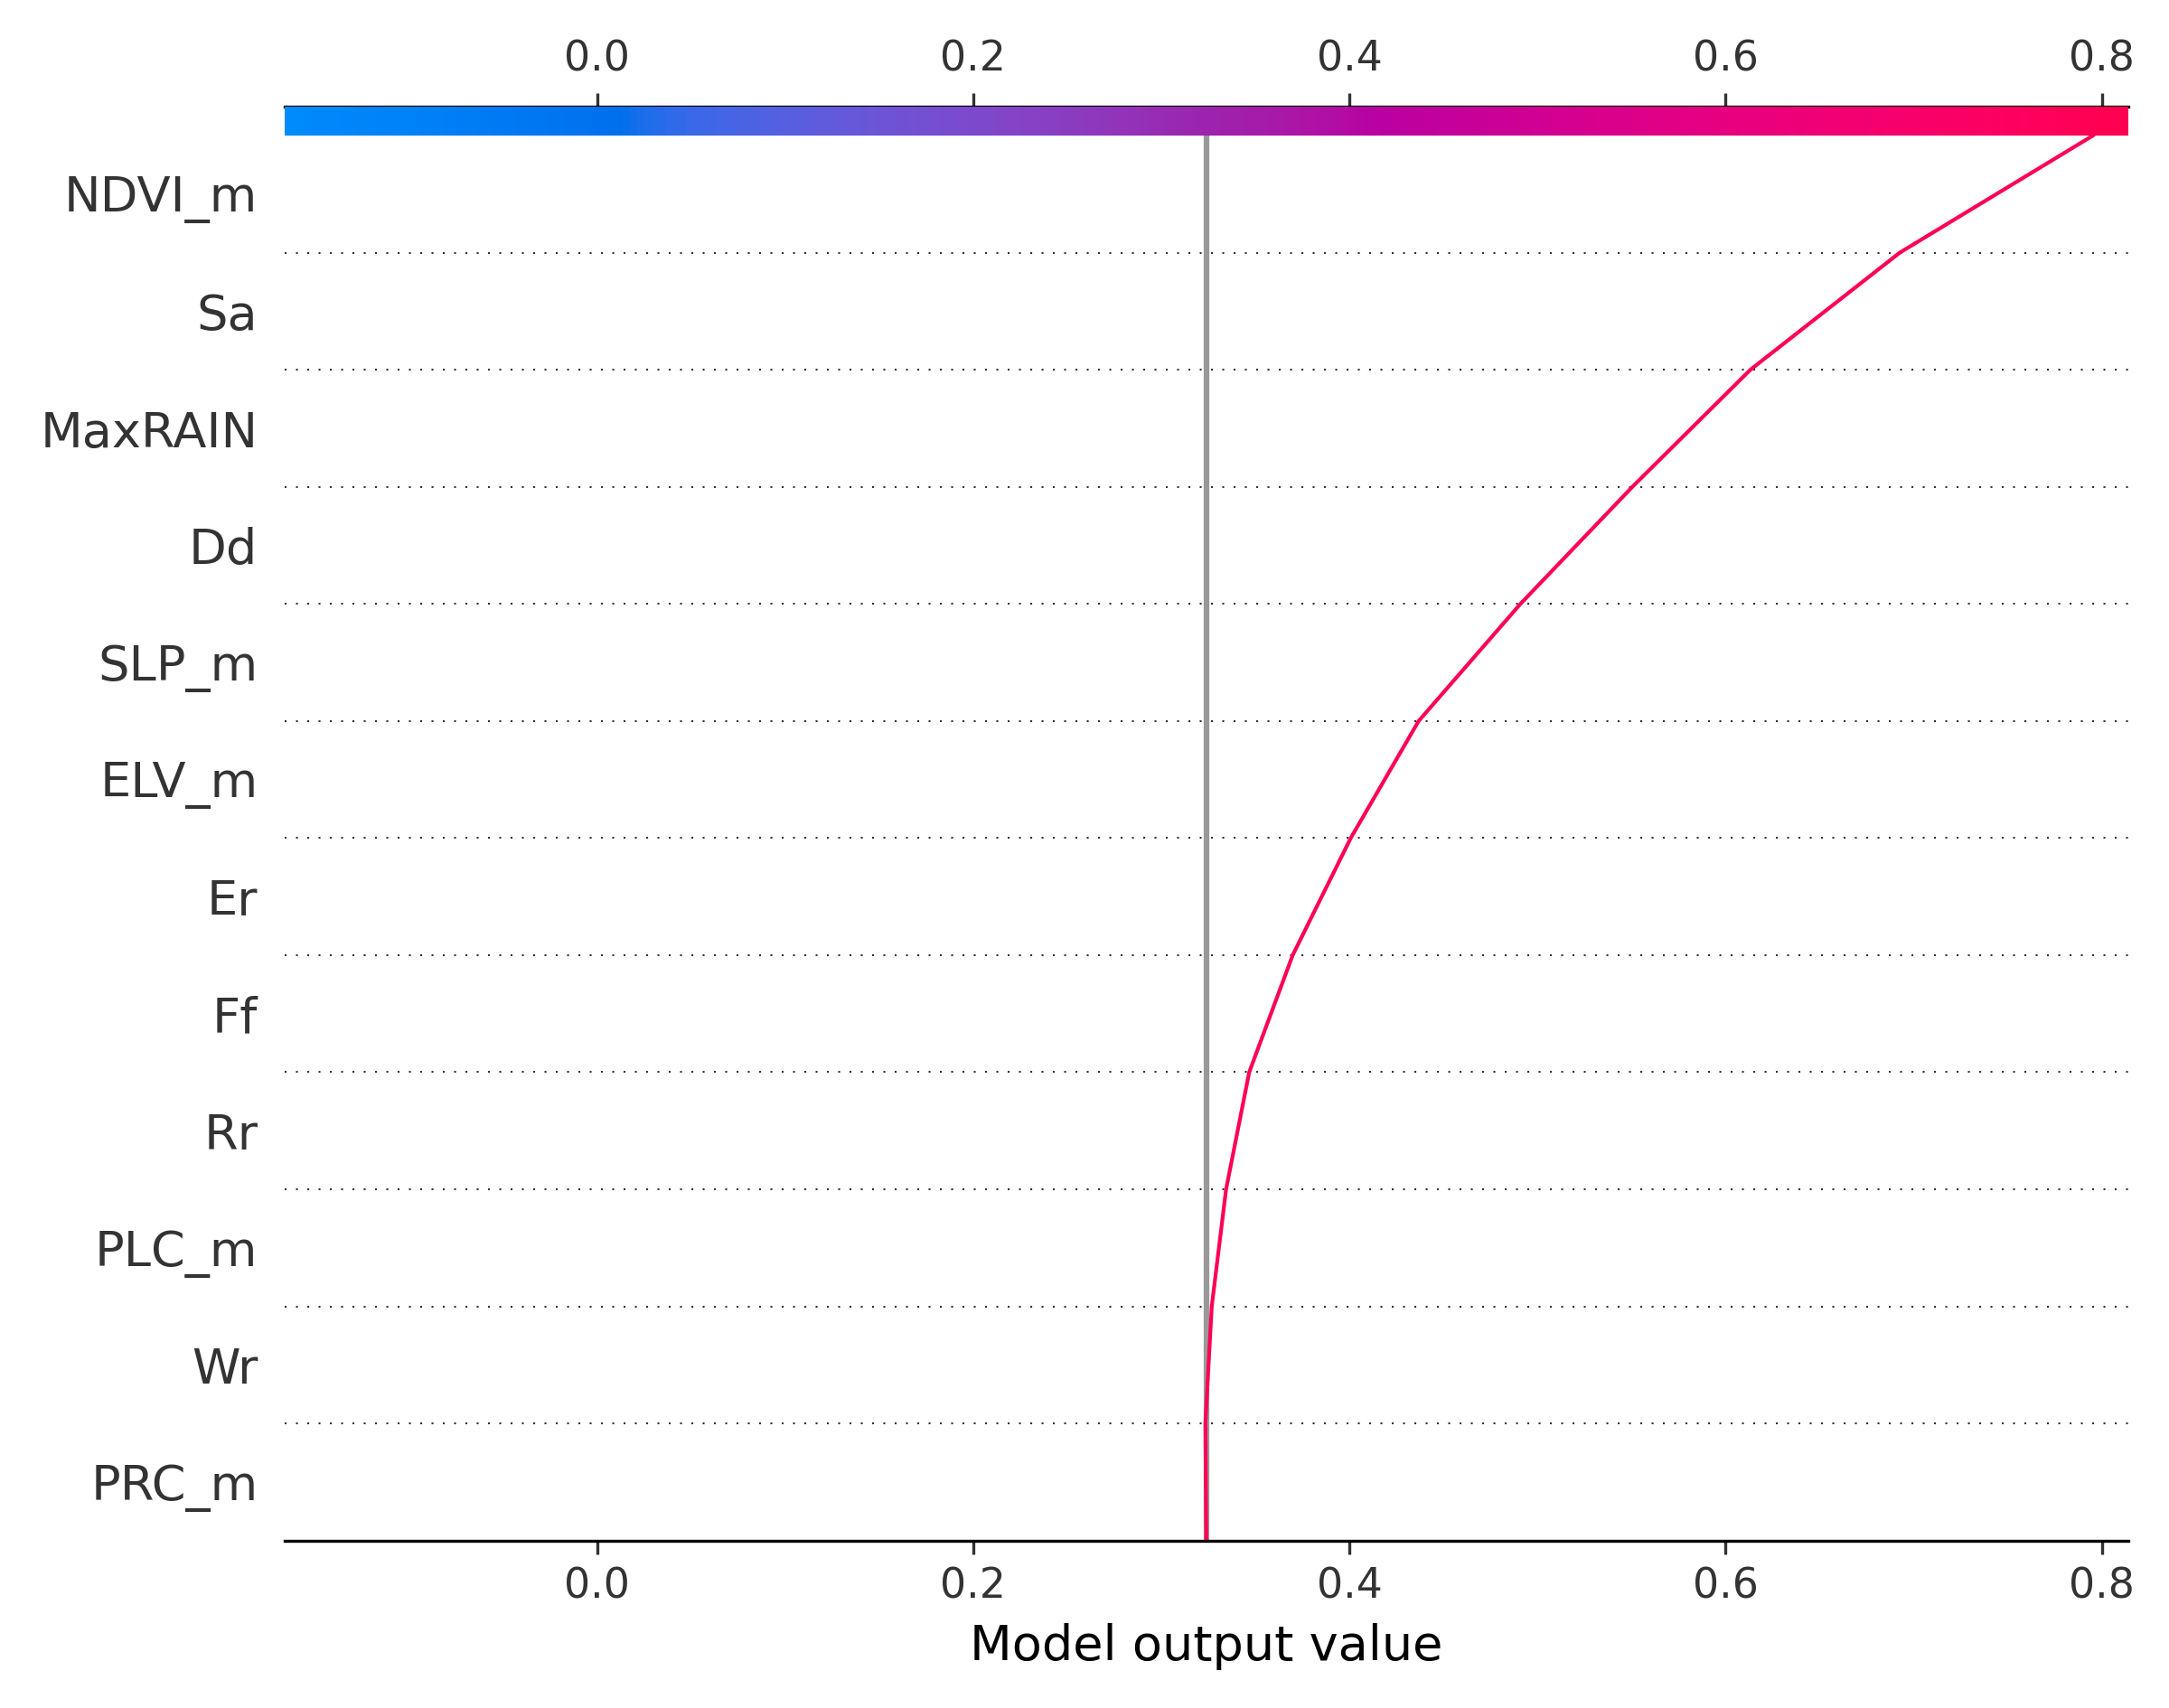 0.0 0.2 0.4 0.6 0.8
NDVI_m
Sa
MaxRAIN
Dd
SLP_m
ELV_m
Er
Ff
Rr
PLC_m
Wr
PRC_m
0.0 0.2 0.4 0.6 0.8
Model output value